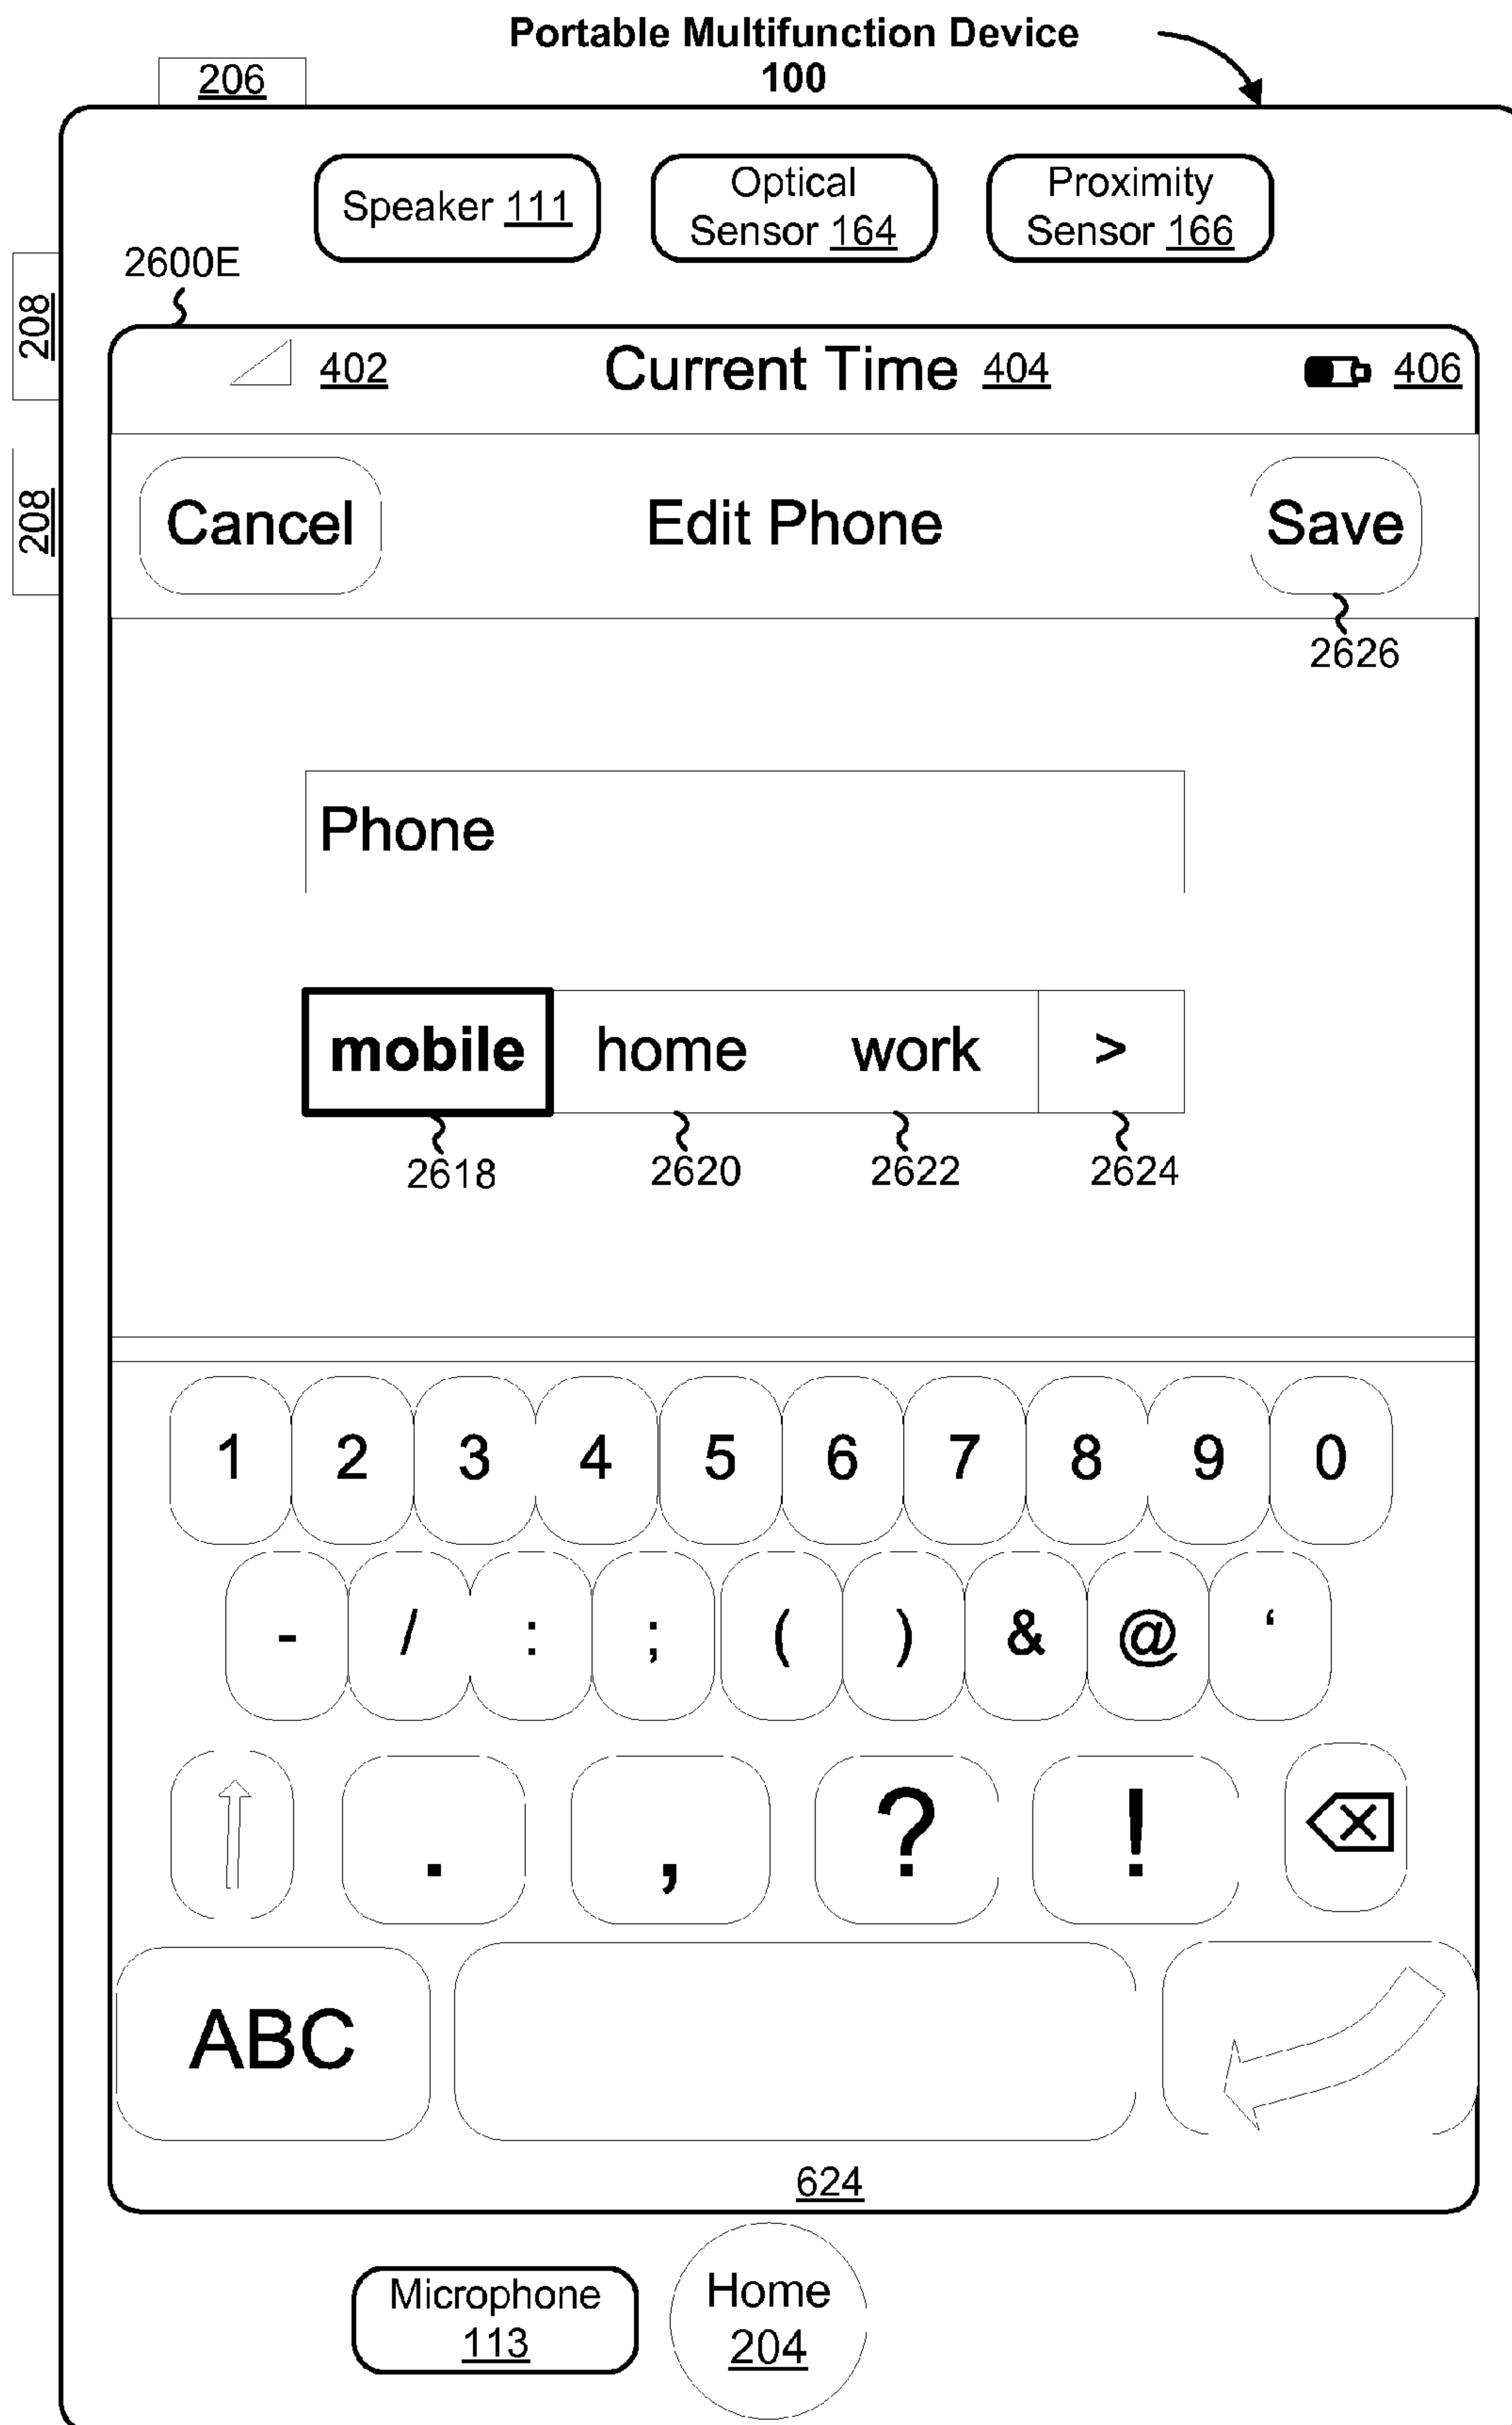 Portable Multifunction Device
100
206
Speaker 111
Optical
Sensor 164
Proximity
Sensor 166
2600E
208
402 Current Time 404 406
208
Cancel Edit Phone Save
2626
Phone
mobile home work >
2618 2620 2622 2624
1 2 3 4 5 6 7 8 9 0
- / : ; ( ) & @ ‘
. , ? !
ABC
624
Microphone
113
Home
204